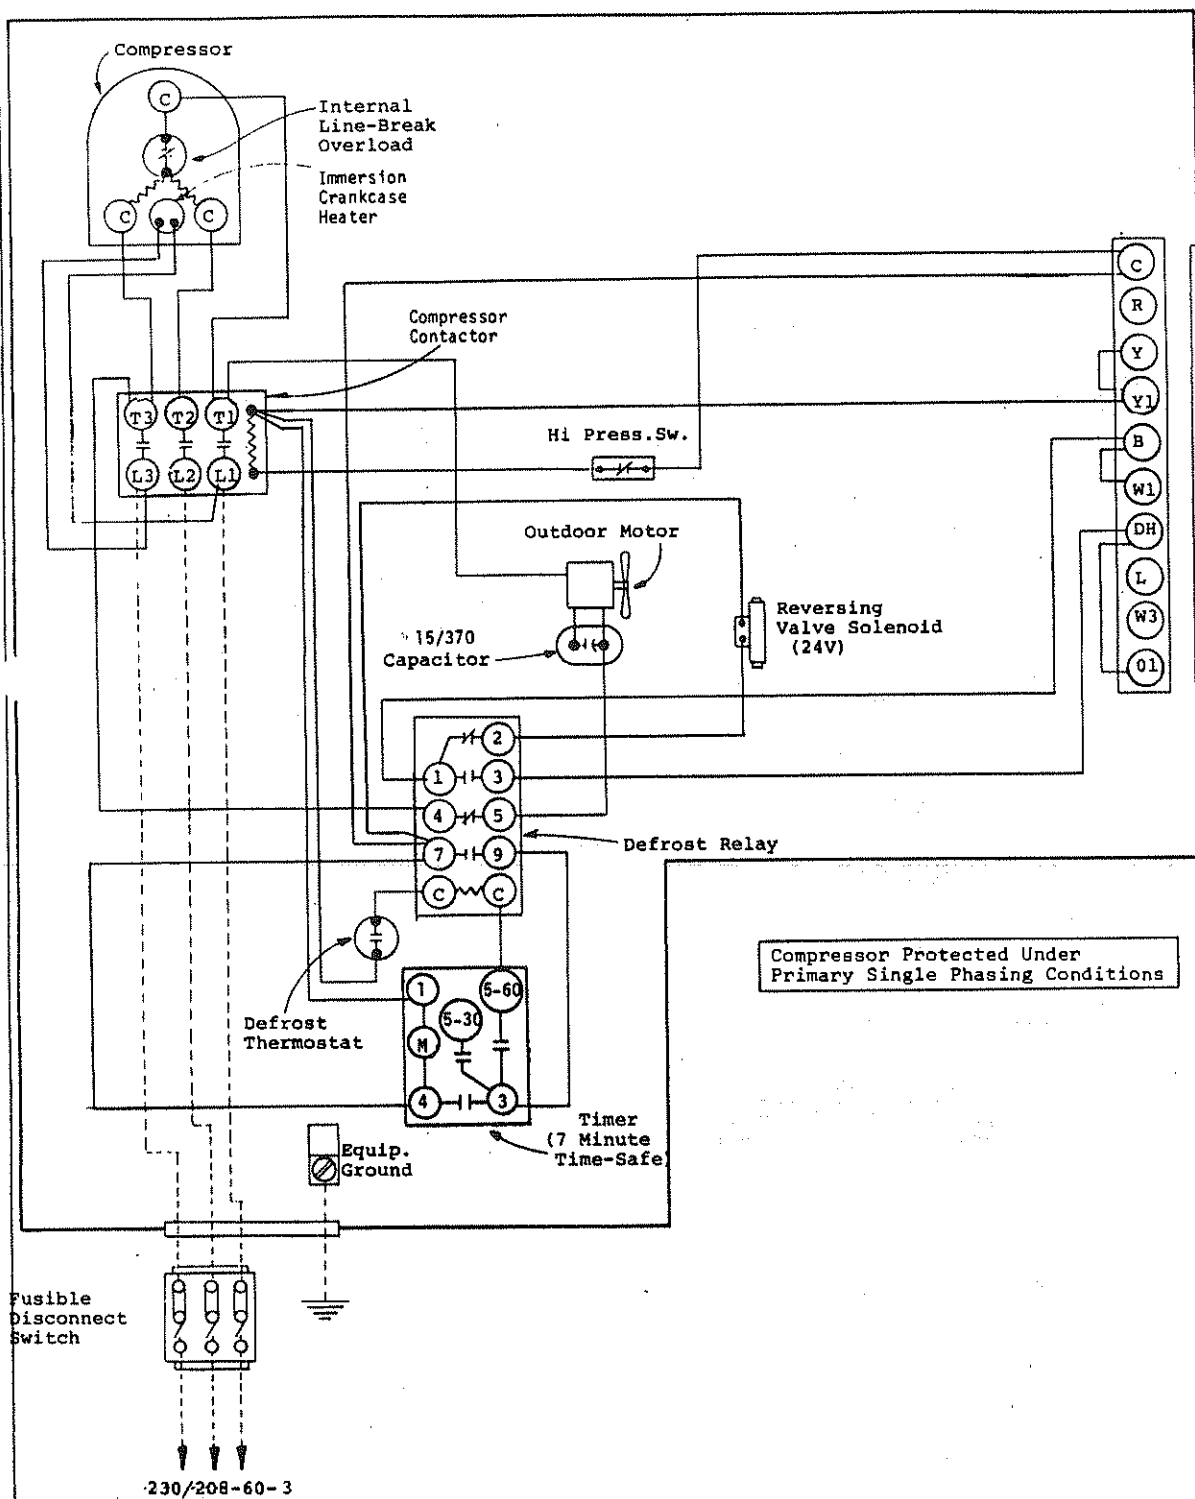 Compressor
C
Internal
Line-Break
Overload
Immersion
Crankcase
Heater
C
C
C
R
Y
Y1
B
W1
DH
L
W3
O1
Compressor
Contactor
T3
T2
T1
L3
L2
L1
Hi Press.Sw.
Outdoor Motor
15/370
Capacitor
Reversing
Valve Solenoid
(24V)
2
1
3
4
5
7
9
C
C
Defrost Relay
Compressor Protected Under
Primary Single Phasing Conditions
Defrost
Thermostat
1
5-60
5-30
M
4
3
Timer
(7 Minute
Time-Safe)
Equip.
Ground
Fusible
Disconnect
Switch
230/208-60-3